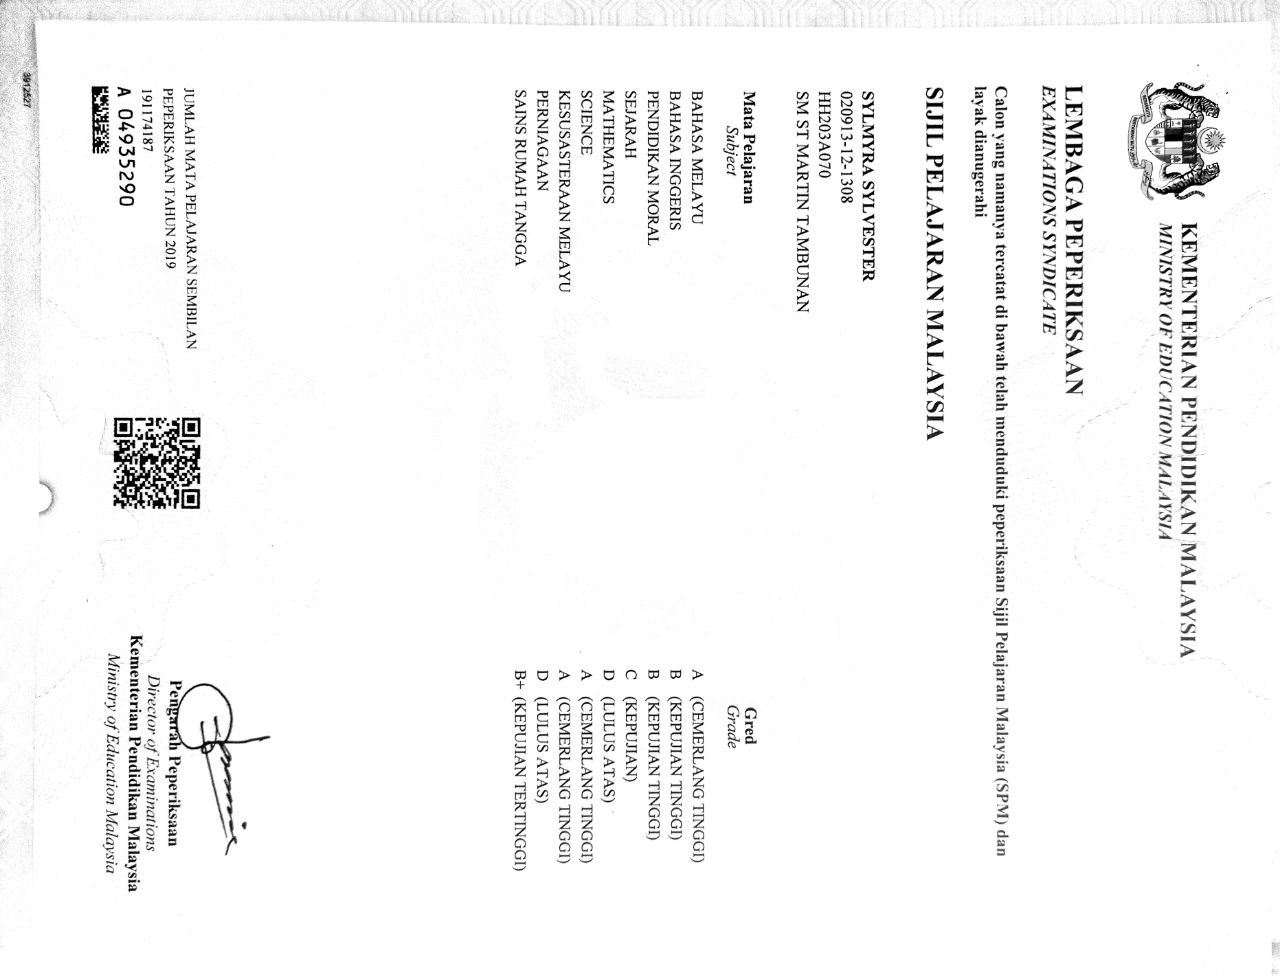 KEMENTERIAN PENDIDIKAN MALAYSIA
MINISTRY OF EDUCATION MALAYSIA
LEMBAGA PEPERIKSAAN
EXAMINATIONS SYNDICATE
Calon yang namanya tercatat di bawah telah menduduki peperiksaan Sijil Pelajaran Malaysia (SPM) dan
layak dianugerahi
SIJIL PELAJARAN MALAYSIA
SYLMYRA SYLVESTER
020913-12-1308
HH203A070
SM ST MARTIN TAMBUNAN
Mata Pelajaran Gred
Subject Grade
BAHASA MELAYU A (CEMERLANG TINGGI)
BAHASA INGGERIS B (KEPUJIAN TINGGI)
PENDIDIKAN MORAL B (KEPUJIAN TINGGI)
SEJARAH C (KEPUJIAN)
MATHEMATICS D (LULUS ATAS)
SCIENCE A (CEMERLANG TINGGI)
KESUSASTERAAN MELAYU A (CEMERLANG TINGGI)
PERNIAGAAN D (LULUS ATAS)
SAINS RUMAH TANGGA B+ (KEPUJIAN TERTINGGI)
JUMLAH MATA PELAJARAN SEMBILAN
PEPERIKSAAN TAHUN 2019
191174187
A 04935290
Pengarah Peperiksaan
Director of Examinations
Kementerian Pendidikan Malaysia
Ministry of Education Malaysia
3912527